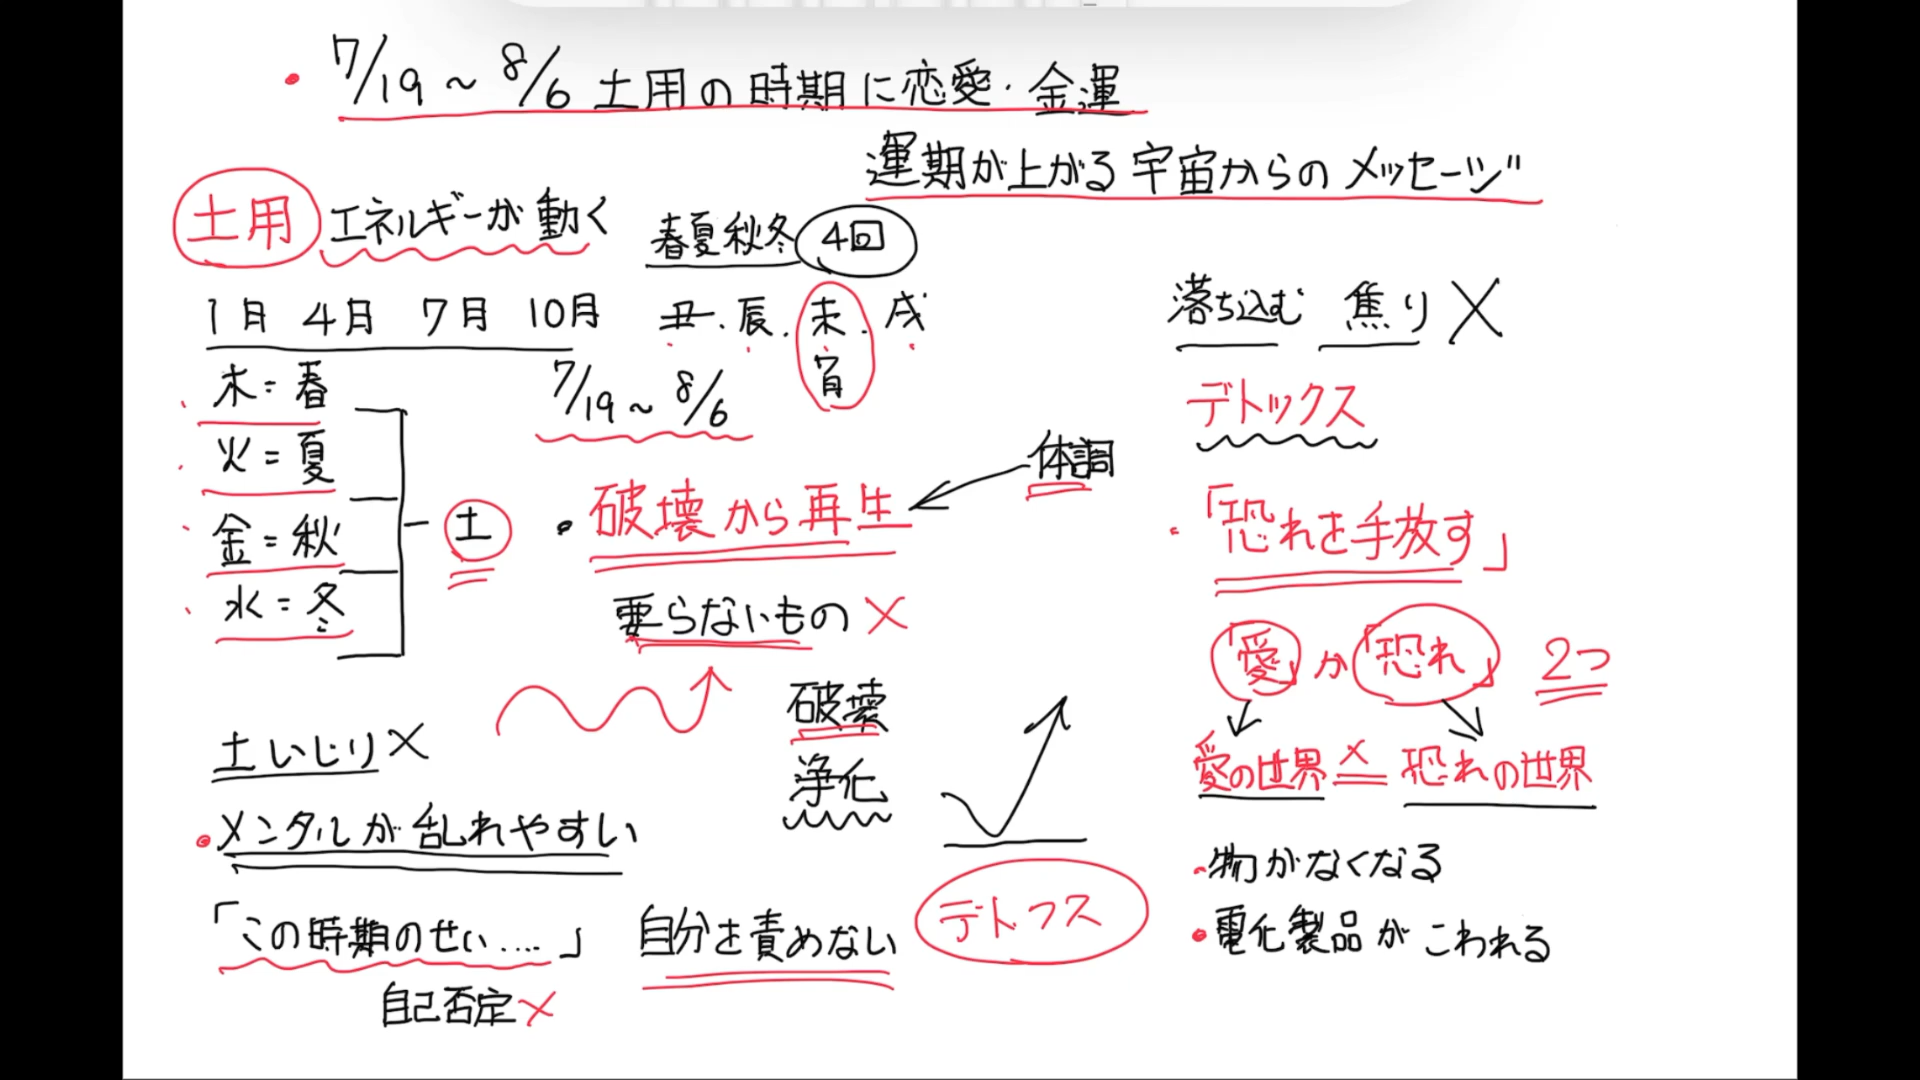 ・7/19〜8/6 土用の時期に恋愛・金運
運期が上がる宇宙からのメッセージ
土用 エネルギーが動く 春夏秋冬 4回
1月 4月 7月 10月 丑.辰.未.戌
木=春
火=夏
金=秋
水=冬
土
7/19〜8/6
・破壊から再生
体調
要らないもの×
破壊
浄化
土いじり×
・メンタルが乱れやすい
「この時期のせい....」 自分を責めない
自己否定×
デトックス
落ち込む 焦り ×
デトックス
・「恐れを手放す」
「愛」か「恐れ」 2つ
愛の世界 × 恐れの世界
・物がなくなる
・電化製品がこわれる